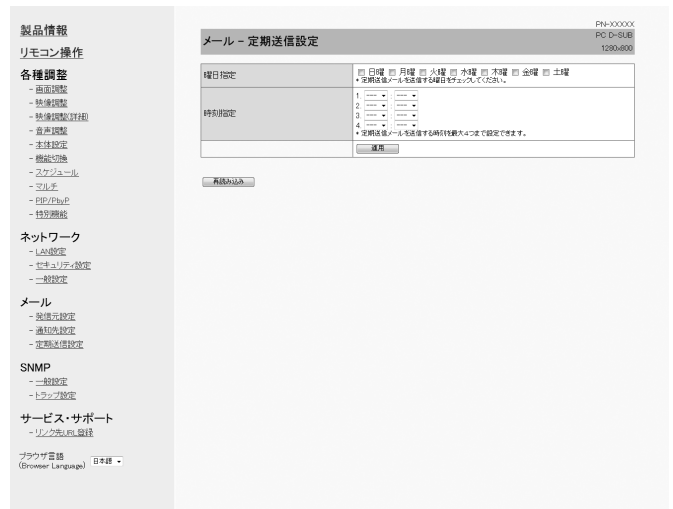 製品情報
リモコン操作
各種調整
- 画面調整
- 映像調整
- 映像調整(詳細)
- 音声調整
- 本体設定
- 機能切換
- スケジュール
- マルチ
- PIP/PbyP
- 特別機能
ネットワーク
- LAN設定
- セキュリティ設定
- 一般設定
メール
- 発信元設定
- 通知先設定
- 定期送信設定
SNMP
- 一般設定
- トラップ設定
サービス・サポート
- リンク先URL登録
ブラウザ言語
(Browser Language) 日本語
PN-XXXXX
メール - 定期送信設定
PC D-SUB
1280x800
曜日指定
日曜 月曜 火曜 水曜 木曜 金曜 土曜
* 定期送信メールを送信する曜日をチェックしてください。
時刻指定
1. --- : ---
2. --- : ---
3. --- : ---
4. --- : ---
* 定期送信メールを送信する時刻を最大4つまで設定できます。
適用
再読み込み